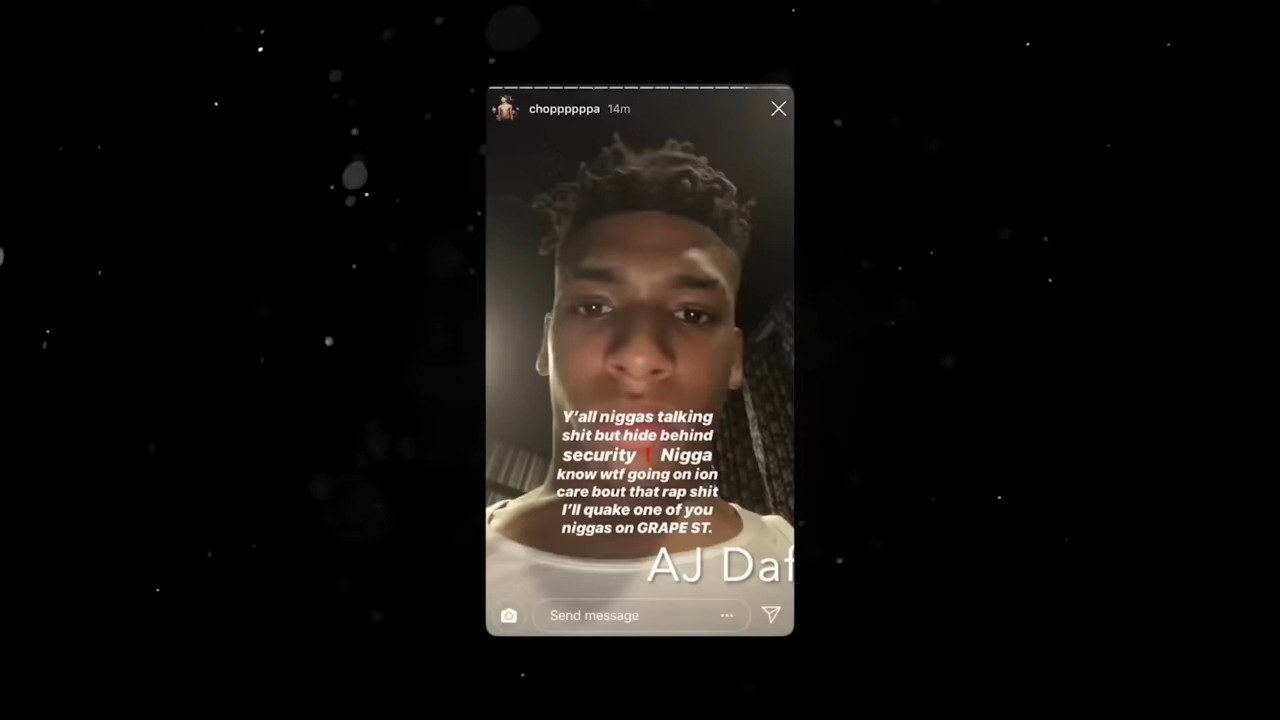 choppppppa 14m
Y'all niggas talking
shit but hide behind
security❗Nigga
know wtf going on ion
care bout that rap shit
I'll quake one of you
niggas on GRAPE ST.
AJ Daf
Send message